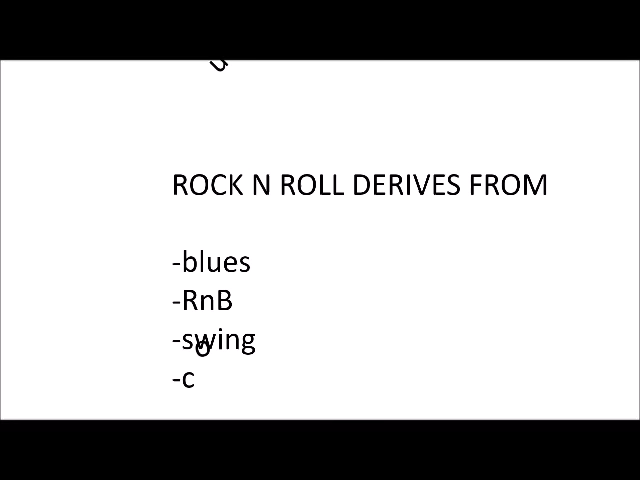 ROCK N ROLL DERIVES FROM
-blues
-RnB
-swing
-c